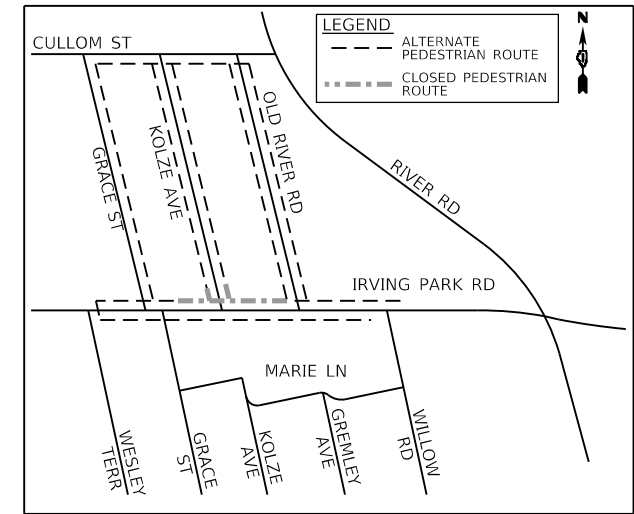 CULLOM ST
LEGEND
ALTERNATE
PEDESTRIAN ROUTE
CLOSED PEDESTRIAN
ROUTE
N
GRACE ST
KOLZE AVE
OLD RIVER RD
RIVER RD
IRVING PARK RD
MARIE LN
WESLEY
TERR
GRACE
ST
KOLZE
AVE
GREMLEY
AVE
WILLOW
RD